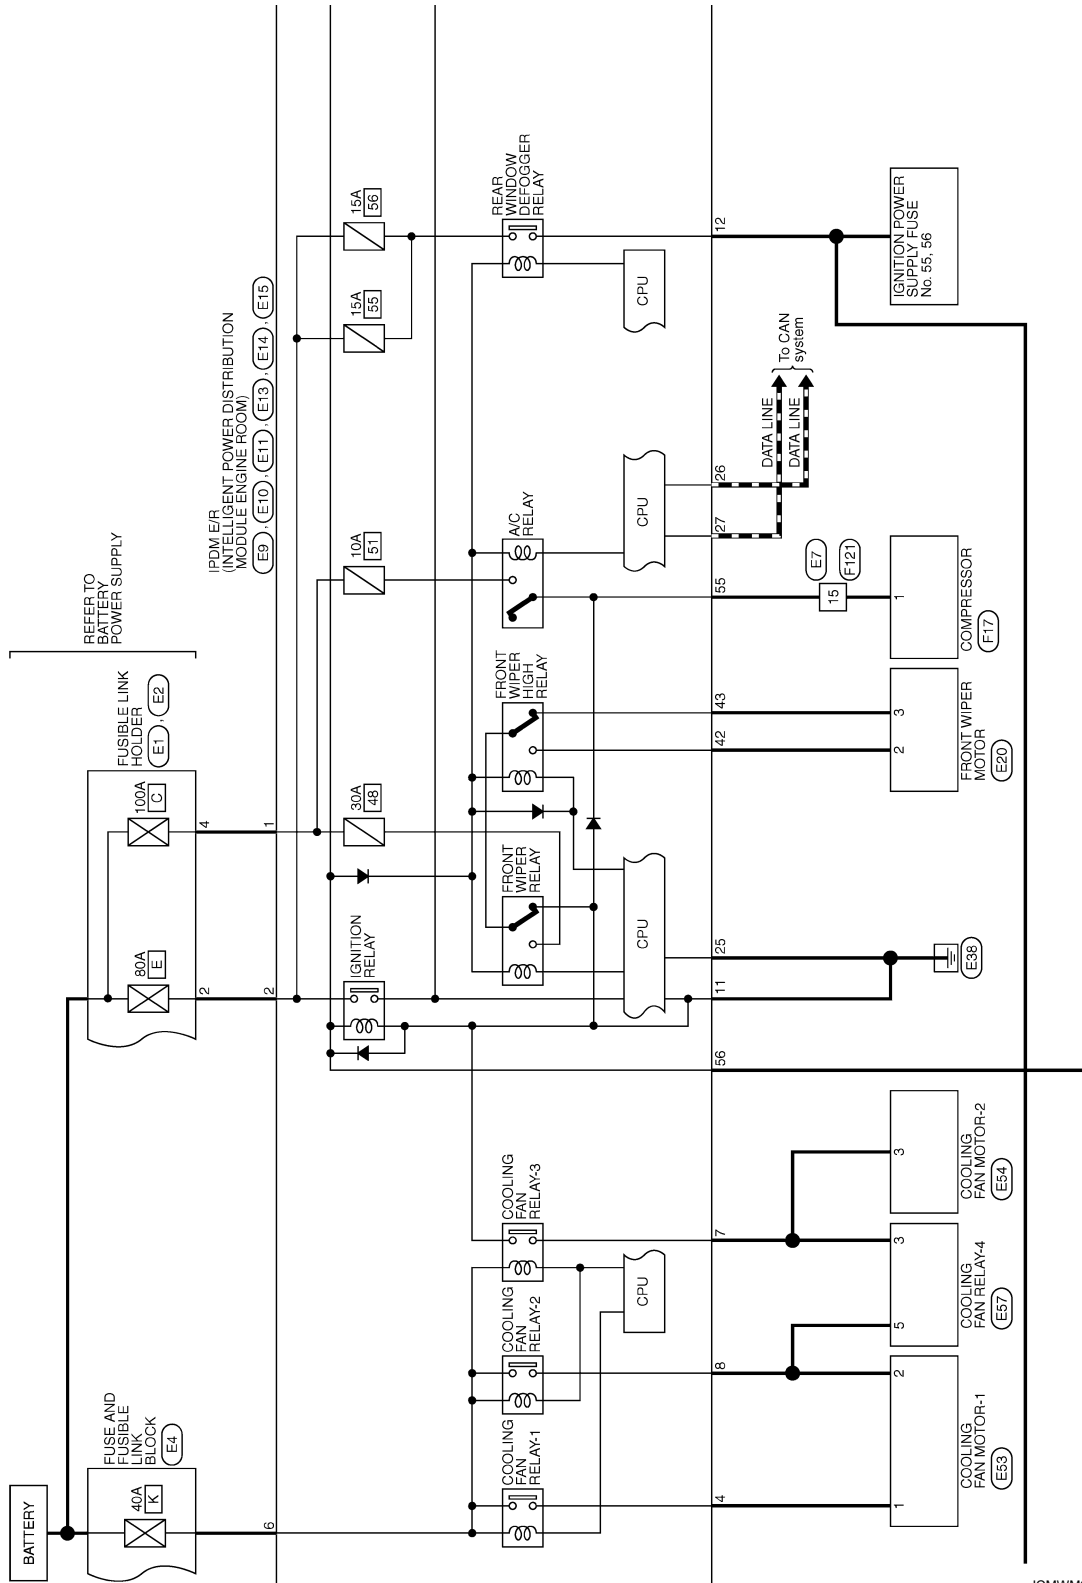 BATTERY
FUSE AND
FUSIBLE
LINK
BLOCK
E4
40A
K
6
REFER TO
BATTERY
POWER SUPPLY
FUSIBLE LINK
HOLDER
E1 , E2
80A
E
100A
C
2
4
2
1
IPDM E/R
(INTELLIGENT POWER DISTRIBUTION
MODULE ENGINE ROOM)
E9 , E10 , E11 , E13 , E14 , E15
IGNITION
RELAY
30A
48
10A
51
15A
55
15A
56
COOLING
FAN
RELAY-1
COOLING
FAN
RELAY-2
COOLING
FAN
RELAY-3
FRONT
WIPER
RELAY
FRONT
WIPER
HIGH
RELAY
A/C
RELAY
REAR
WINDOW
DEFOGGER
RELAY
CPU
CPU
CPU
CPU
4
8
7
56
11
25
42
43
55
27
26
12
DATA LINE
DATA LINE
To CAN
system
15
E7
F121
1
2
5
3
3
2
3
1
COOLING
FAN MOTOR-1
E53
COOLING
FAN RELAY-4
E57
COOLING
FAN MOTOR-2
E54
E38
FRONT WIPER
MOTOR
E20
COMPRESSOR
F17
IGNITION POWER
SUPPLY FUSE
No. 55, 56